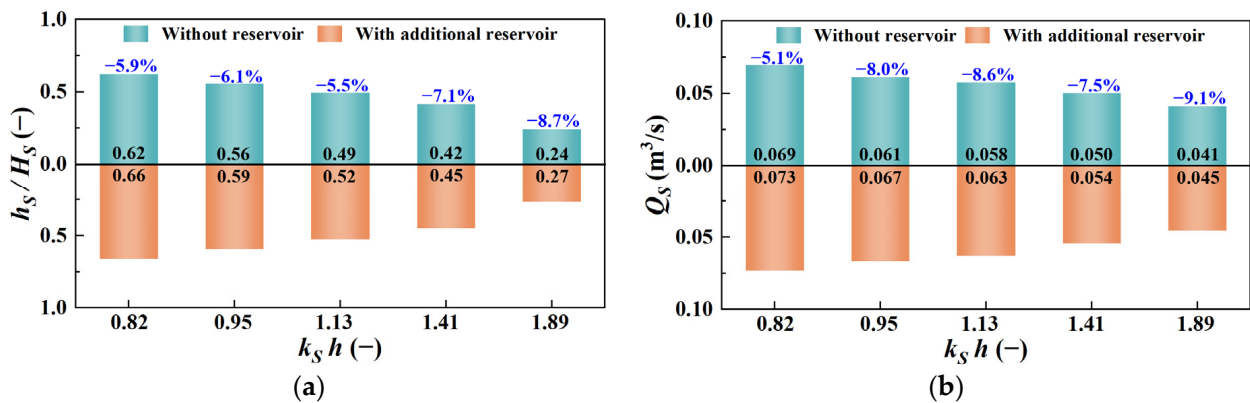 1.0
Without reservoir With additional reservoir
−5.9% −6.1% −5.5% −7.1% −8.7%
0.5
0.62 0.56 0.49 0.42 0.24
0.0
0.66 0.59 0.52 0.45 0.27
0.5
1.0
h_S / H_S (−)
0.82 0.95 1.13 1.41 1.89
k_S h (−)
(a)
0.10
Without reservoir With additional reservoir
−5.1% −8.0% −8.6% −7.5% −9.1%
0.05
0.069 0.061 0.058 0.050 0.041
0.00
0.073 0.067 0.063 0.054 0.045
0.05
0.10
Q_S (m³/s)
0.82 0.95 1.13 1.41 1.89
k_S h (−)
(b)